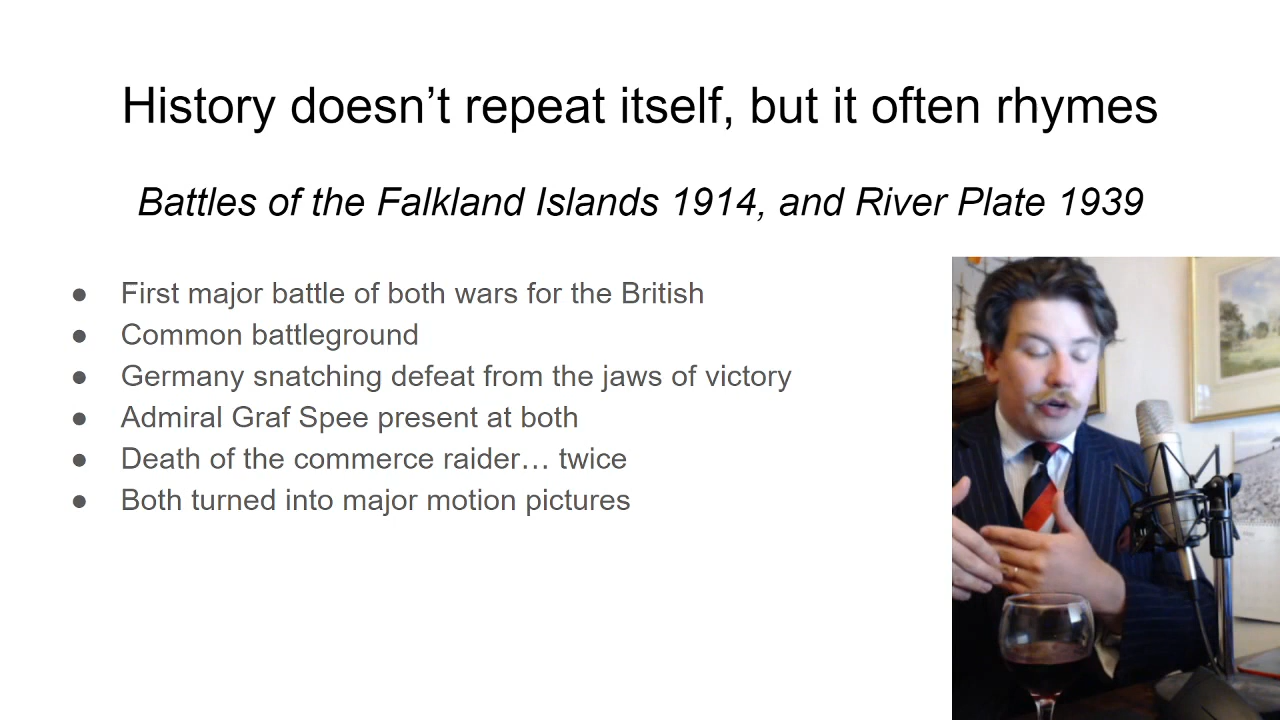 History doesn’t repeat itself, but it often rhymes
Battles of the Falkland Islands 1914, and River Plate 1939
● First major battle of both wars for the British
● Common battleground
● Germany snatching defeat from the jaws of victory
● Admiral Graf Spee present at both
● Death of the commerce raider… twice
● Both turned into major motion pictures